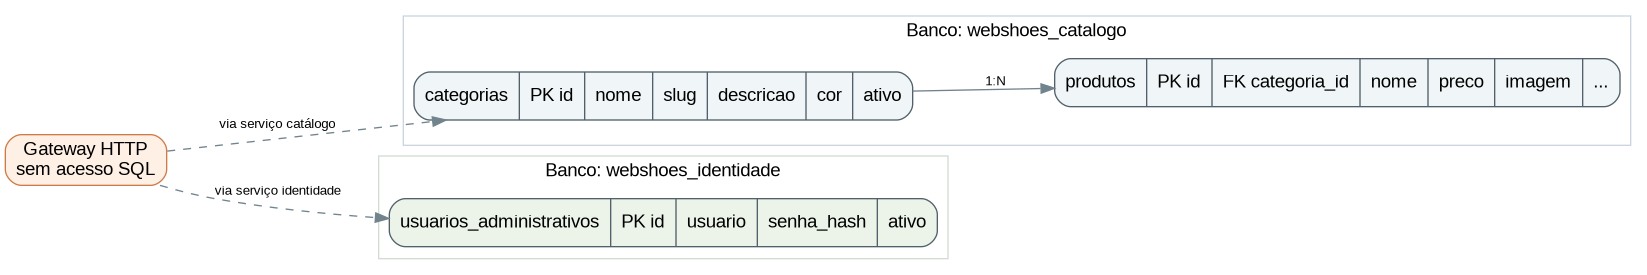 Banco: webshoes_catalogo
categorias
PK id
nome
slug
descricao
cor
ativo
1:N
produtos
PK id
FK categoria_id
nome
preco
imagem
...
via serviço catálogo
Gateway HTTP
sem acesso SQL
via serviço identidade
Banco: webshoes_identidade
usuarios_administrativos
PK id
usuario
senha_hash
ativo